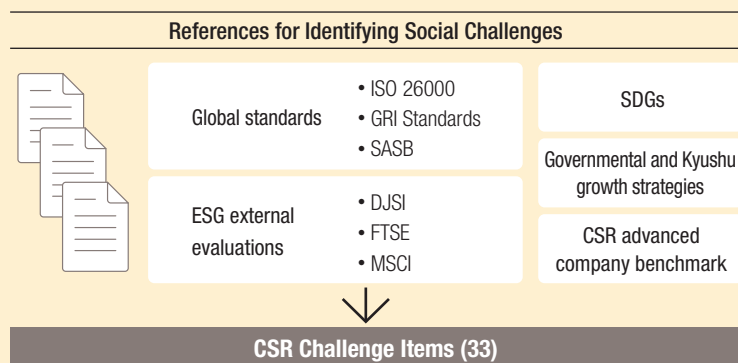 References for Identifying Social Challenges
Global standards
• ISO 26000
• GRI Standards
• SASB
ESG external
evaluations
• DJSI
• FTSE
• MSCI
SDGs
Governmental and Kyushu
growth strategies
CSR advanced
company benchmark
CSR Challenge Items (33)